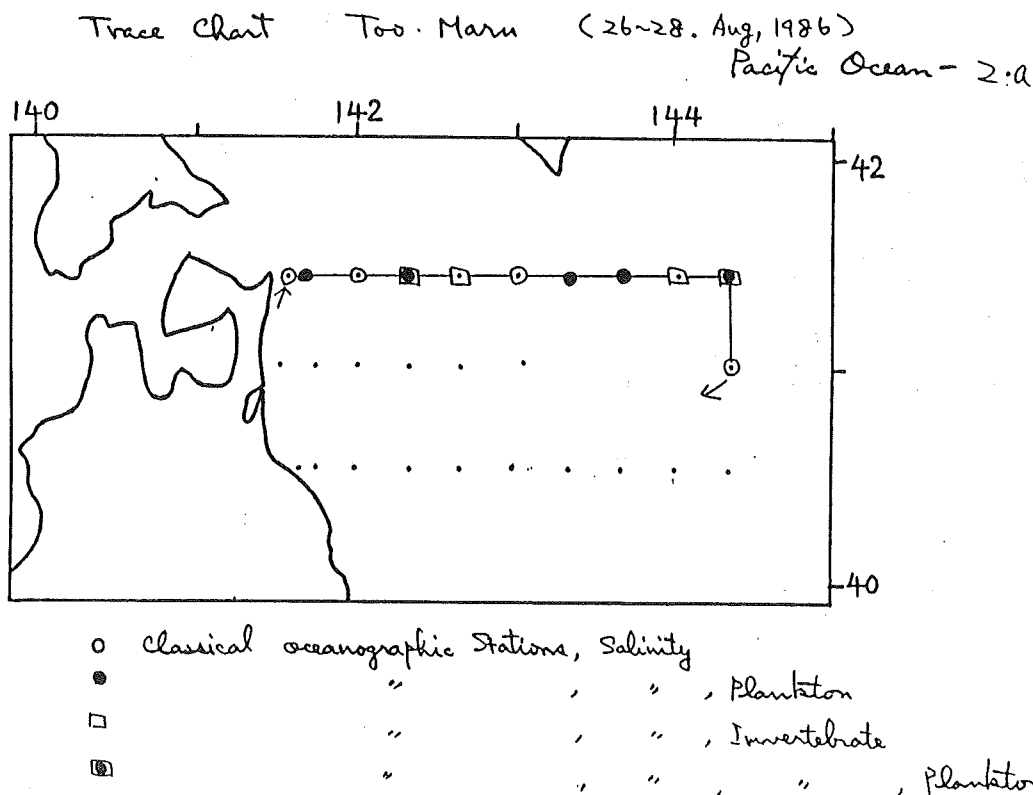 Trace Chart Too. Maru (26~28. Aug, 1986)
Pacific Ocean - 2.a
140 142 144
42
40
Classical oceanographic Stations, Salinity
" , " , Plankton
" , " , Invertebrate
" , " , " , Plankto